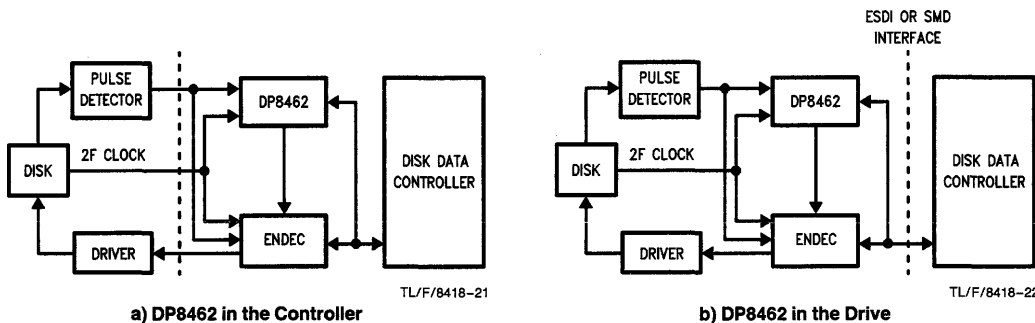 PULSE
DETECTOR
DP8462
2F CLOCK
DISK
DISK DATA
CONTROLLER
ENDEC
DRIVER
TL/F/8418-21
a) DP8462 in the Controller
ESDI OR SMD
INTERFACE
PULSE
DETECTOR
DP8462
2F CLOCK
DISK
DISK DATA
CONTROLLER
ENDEC
DRIVER
TL/F/8418-22
b) DP8462 in the Drive